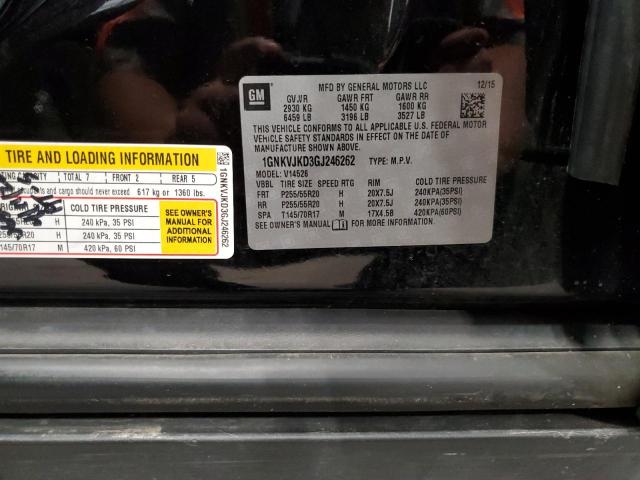 GM
MFD BY GENERAL MOTORS LLC
12/15
GVWR GAWR FRT GAWR RR
2930 KG 1450 KG 1600 KG
6459 LB 3196 LB 3527 LB
THIS VEHICLE CONFORMS TO ALL APPLICABLE U.S. FEDERAL MOTOR
VEHICLE SAFETY STANDARDS IN EFFECT ON THE DATE OF
MANUFACTURE SHOWN ABOVE.
1GNKVJKD3GJ246262 TYPE: M.P.V.
MODEL: V14526
VBBL TIRE SIZE SPEED RTG RIM COLD TIRE PRESSURE
FRT P255/55R20 H 20X7.5J 240KPA(35PSI)
RR P255/55R20 H 20X7.5J 240KPA(35PSI)
SPA T145/70R17 M 17X4.5B 420KPA(60PSI)
SEE OWNER'S MANUAL FOR MORE INFORMATION
TIRE AND LOADING INFORMATION
TOTAL 7 FRONT 2 REAR 5
and cargo should never exceed 617 kg or 1360 lbs.
COLD TIRE PRESSURE
H 240 kPa, 35 PSI
H 240 kPa, 35 PSI
T145/70R17 M 420 kPa, 60 PSI
SEE OWNER'S
MANUAL FOR
ADDITIONAL
INFORMATION
1GNKVJKD3GJ246262